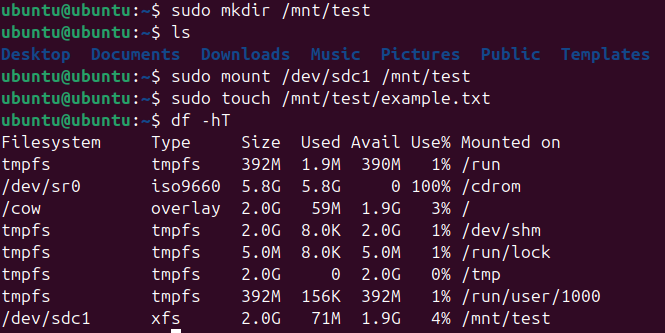 ubuntu@ubuntu:~$ sudo mkdir /mnt/test
ubuntu@ubuntu:~$ ls
Desktop  Documents  Downloads  Music  Pictures  Public  Templates
ubuntu@ubuntu:~$ sudo mount /dev/sdc1 /mnt/test
ubuntu@ubuntu:~$ sudo touch /mnt/test/example.txt
ubuntu@ubuntu:~$ df -hT
Filesystem     Type     Size  Used Avail Use% Mounted on
tmpfs          tmpfs    392M  1.9M  390M   1% /run
/dev/sr0       iso9660  5.8G  5.8G     0 100% /cdrom
/cow           overlay  2.0G   59M  1.9G   3% /
tmpfs          tmpfs    2.0G  8.0K  2.0G   1% /dev/shm
tmpfs          tmpfs    5.0M  8.0K  5.0M   1% /run/lock
tmpfs          tmpfs    2.0G     0  2.0G   0% /tmp
tmpfs          tmpfs    392M  156K  392M   1% /run/user/1000
/dev/sdc1      xfs      2.0G   71M  1.9G   4% /mnt/test